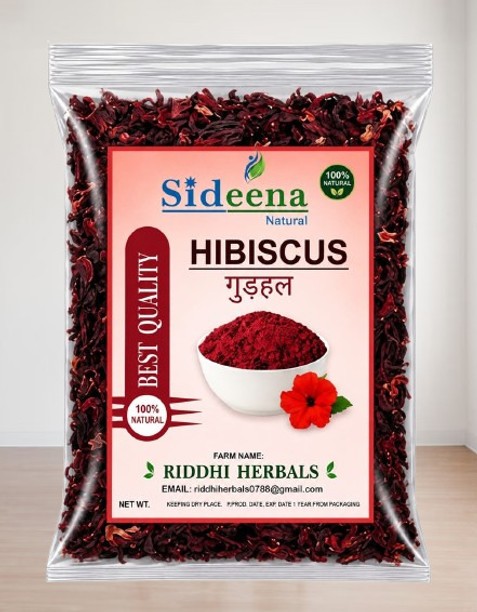 Sideena
Natural
100%
NATURAL
HIBISCUS
गुड़हल
BEST QUALITY
100%
NATURAL
FARM NAME:
RIDDHI HERBALS
EMAIL: riddhiherbals0788@gmail.com
NET WT. KEEPING DRY PLACE. P.PROD. DATE, EXP. DATE 1 YEAR FROM PACKAGING